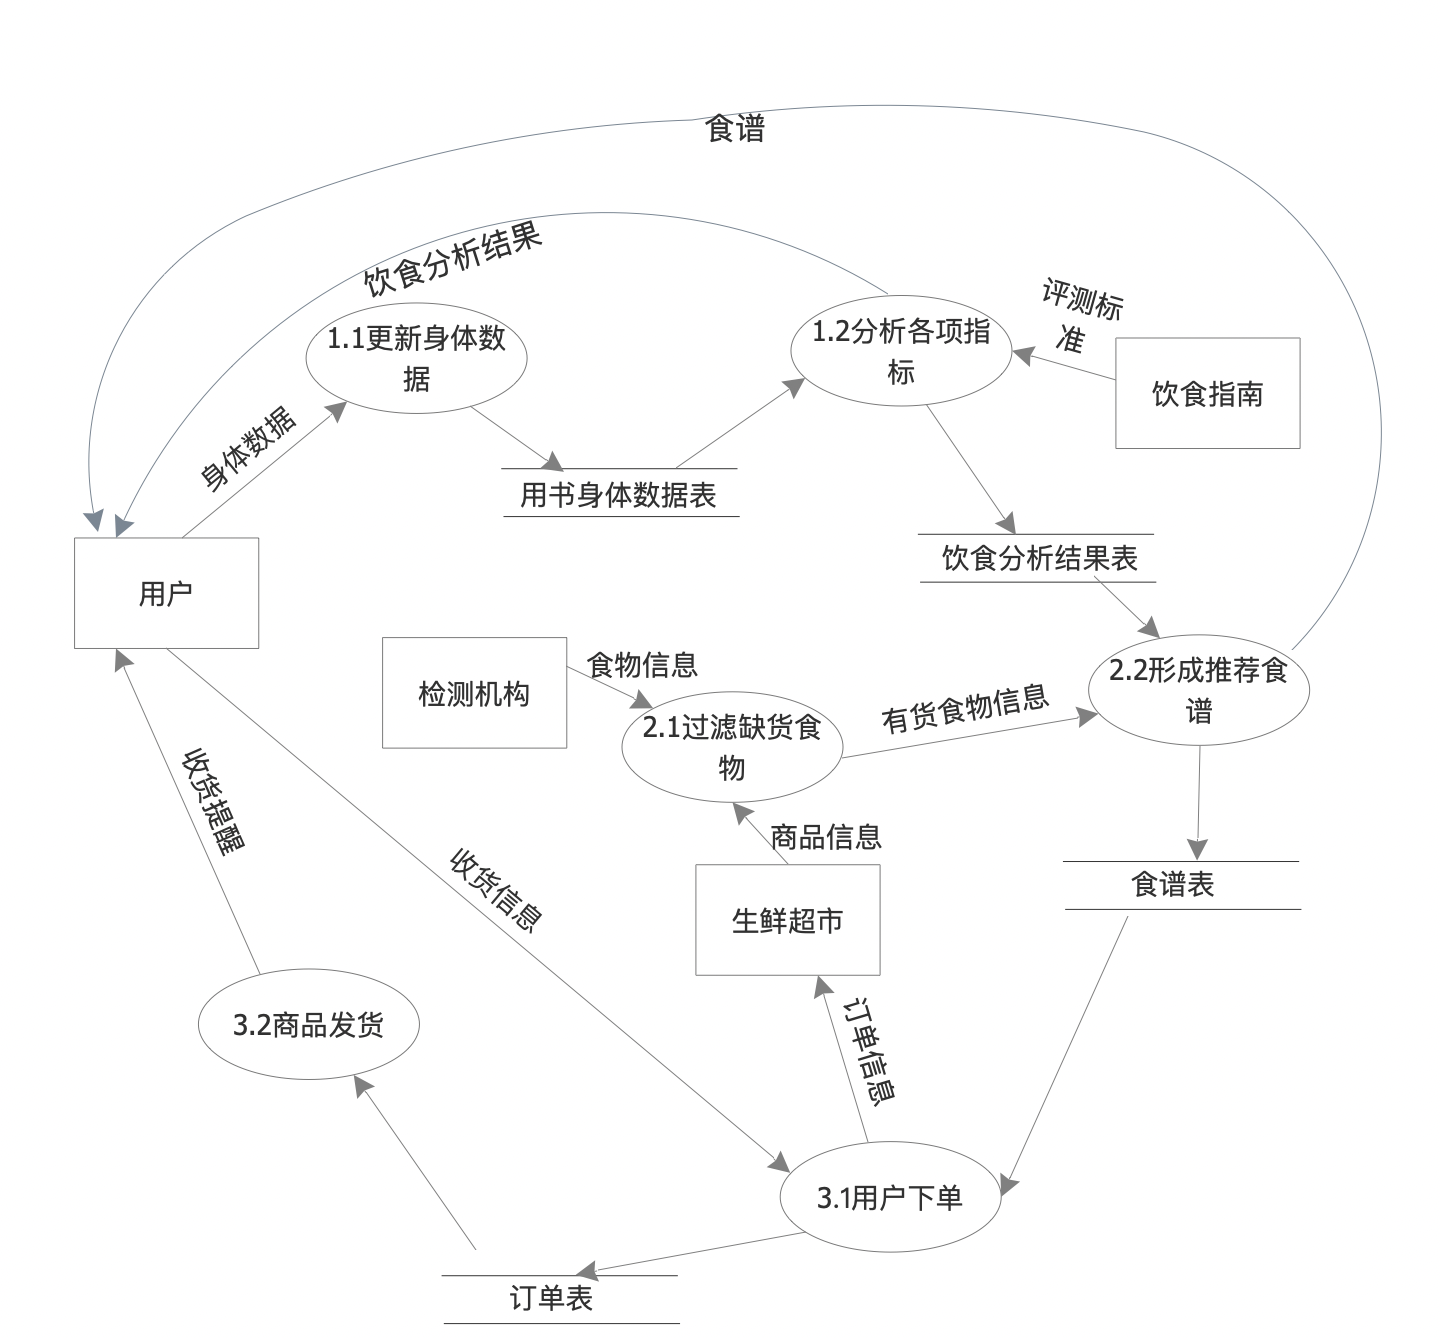 食谱
饮食分析结果
1.1更新身体数
据
1.2分析各项指
标
评测标
准
饮食指南
身体数据
用书身体数据表
饮食分析结果表
用户
检测机构
食物信息
2.1过滤缺货食
物
有货食物信息
2.2形成推荐食
谱
收货提醒
收货信息
商品信息
生鲜超市
食谱表
3.2商品发货
订单信息
3.1用户下单
订单表